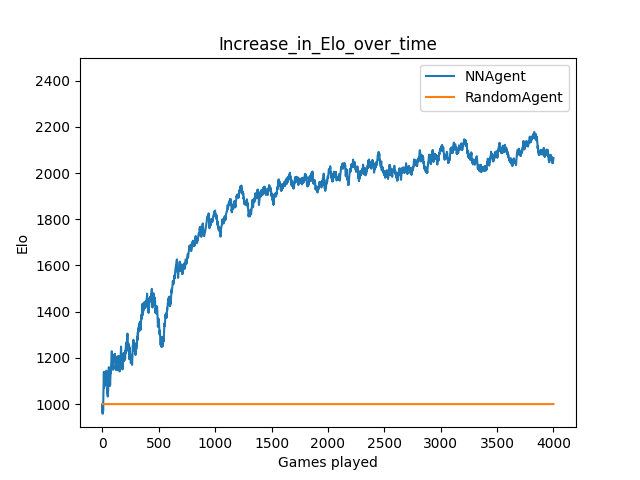 Increase_in_Elo_over_time
NNAgent
RandomAgent
2400
2200
2000
1800
1600
1400
1200
1000
Elo
0 500 1000 1500 2000 2500 3000 3500 4000
Games played